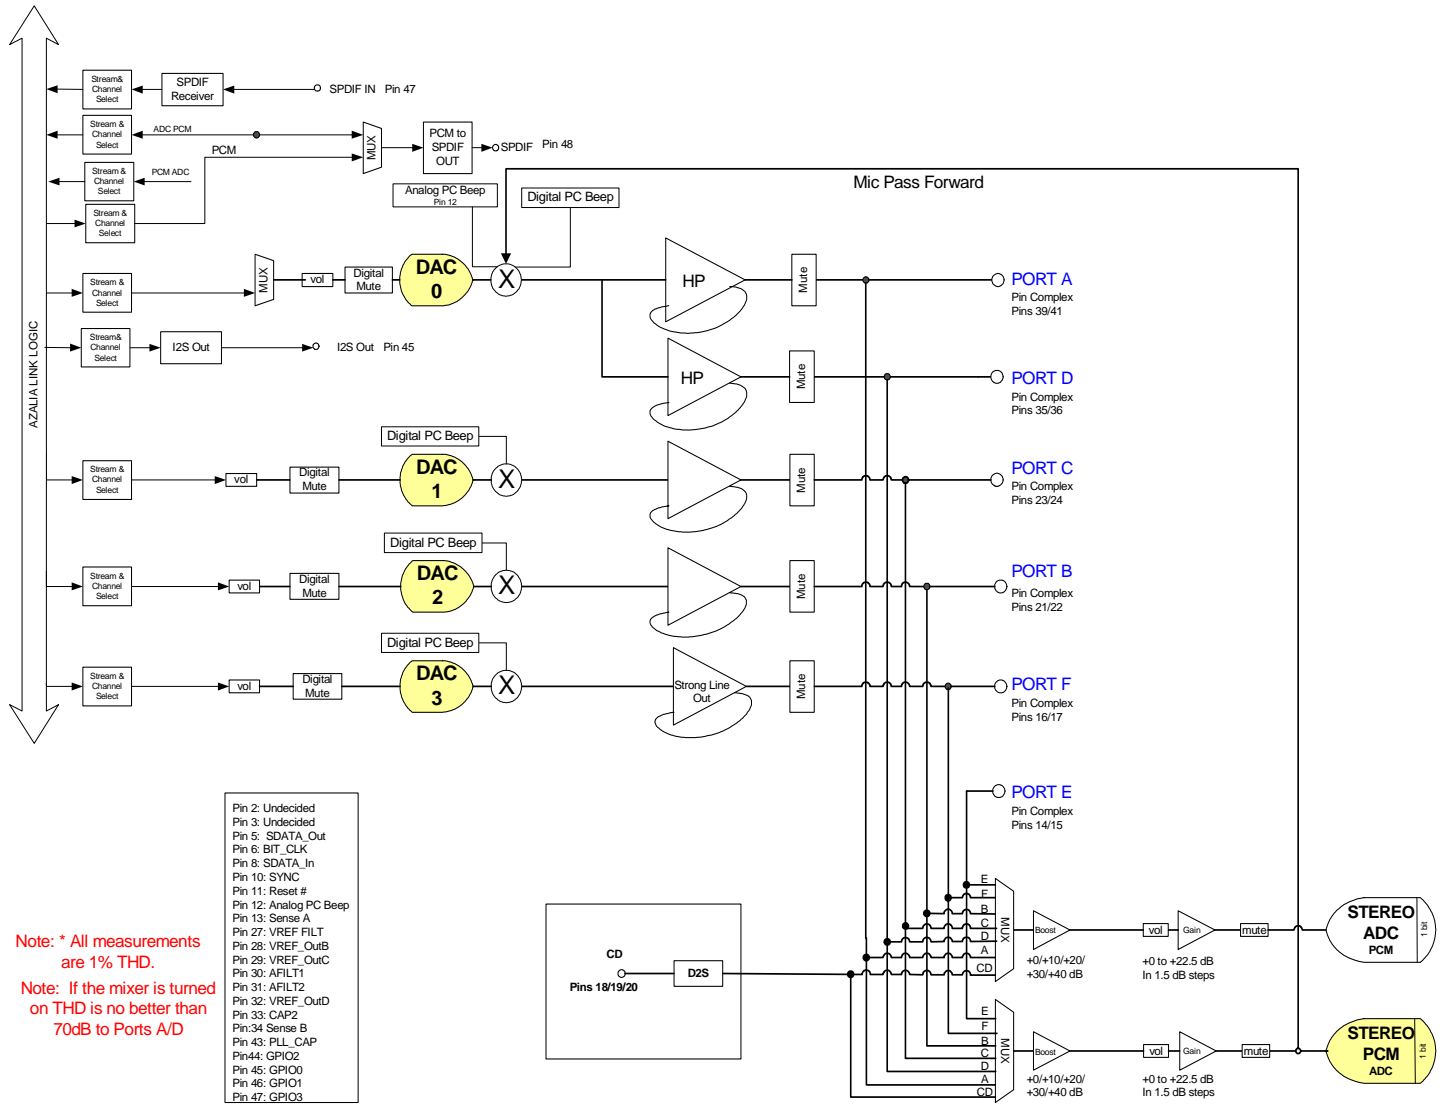 Stream&
Channel
Select
SPDIF
Receiver
SPDIF IN Pin 47
Stream &
Channel
Select
ADC PCM
PCM
MUX
PCM to
SPDIF
OUT
SPDIF Pin 48
Stream &
Channel
Select
PCM ADC
Stream &
Channel
Select
Analog PC Beep
Pin 12
Digital PC Beep
Mic Pass Forward
Stream &
Channel
Select
MUX
vol
Digital
Mute
DAC
0
X
HP
Mute
PORT A
Pin Complex
Pins 39/41
AZALIA LINK LOGIC
Stream&
Channel
Select
I2S Out
I2S Out Pin 45
HP
Mute
PORT D
Pin Complex
Pins 35/36
Digital PC Beep
Stream &
Channel
Select
vol
Digital
Mute
DAC
1
X
Mute
PORT C
Pin Complex
Pins 23/24
Digital PC Beep
Stream &
Channel
Select
vol
Digital
Mute
DAC
2
X
Mute
PORT B
Pin Complex
Pins 21/22
Digital PC Beep
Stream &
Channel
Select
vol
Digital
Mute
DAC
3
X
Strong Line
Out
Mute
PORT F
Pin Complex
Pins 16/17
PORT E
Pin Complex
Pins 14/15
Pin 2: Undecided
Pin 3: Undecided
Pin 5: SDATA_Out
Pin 6: BIT_CLK
Pin 8: SDATA_In
Pin 10: SYNC
Pin 11: Reset #
Pin 12: Analog PC Beep
Pin 13: Sense A
Pin 27: VREF FILT
Pin 28: VREF_OutB
Pin 29: VREF_OutC
Pin 30: AFILT1
Pin 31: AFILT2
Pin 32: VREF_OutD
Pin 33: CAP2
Pin:34 Sense B
Pin 43: PLL_CAP
Pin44: GPIO2
Pin 45: GPIO0
Pin 46: GPIO1
Pin 47: GPIO3
Note: * All measurements
are 1% THD.
Note: If the mixer is turned
on THD is no better than
70dB to Ports A/D
CD
Pins 18/19/20
D2S
E
F
B
C
D
A
CD
MUX
Boost
+0/+10/+20/
+30/+40 dB
vol
Gain
+0 to +22.5 dB
In 1.5 dB steps
mute
STEREO
ADC
PCM
1 bit
E
F
B
C
D
A
CD
MUX
Boost
+0/+10/+20/
+30/+40 dB
vol
Gain
+0 to +22.5 dB
In 1.5 dB steps
mute
STEREO
PCM
ADC
1 bit